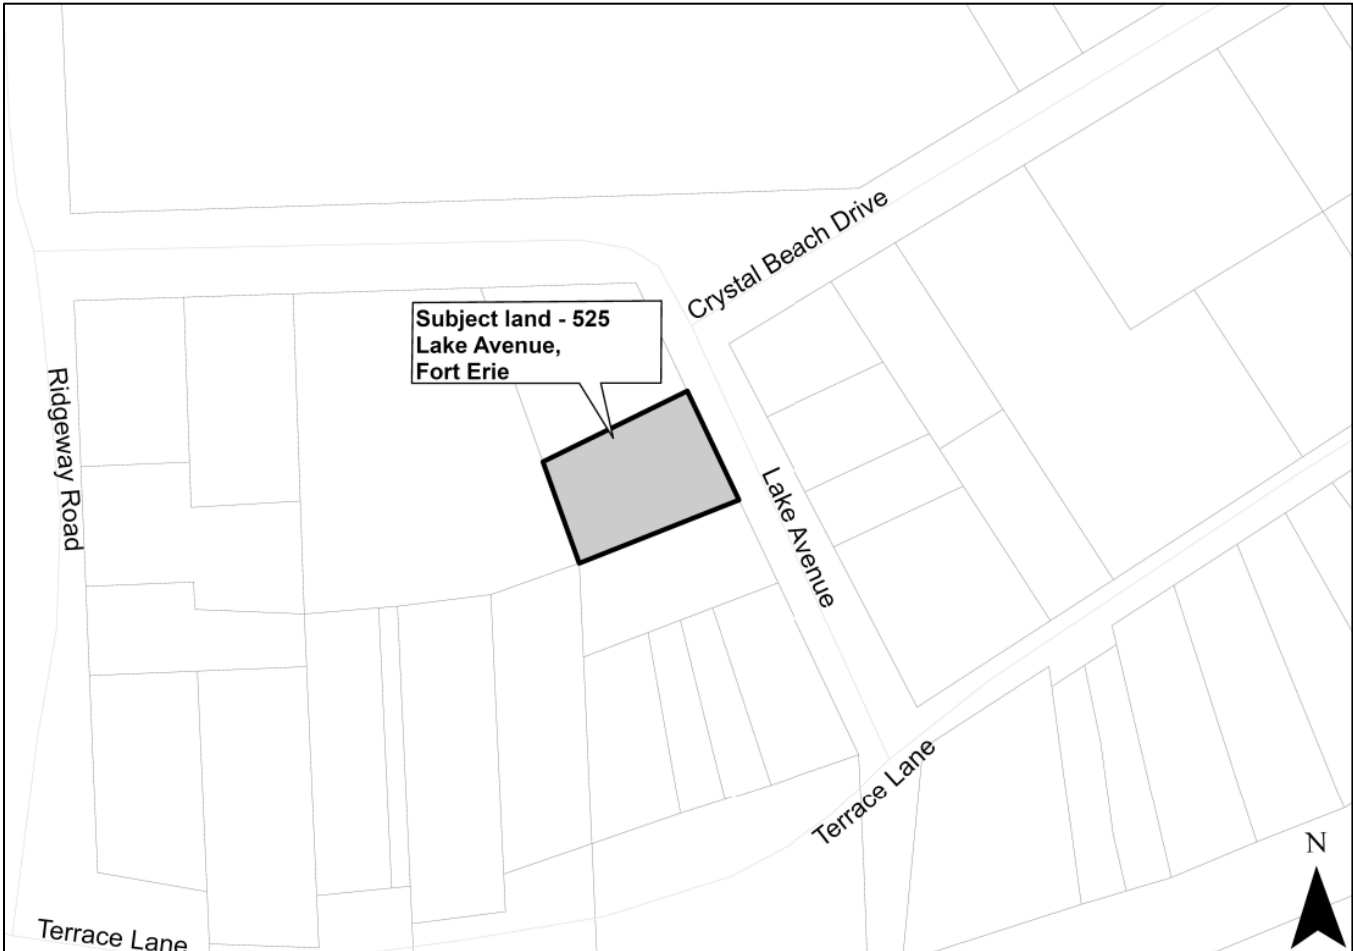 Crystal Beach Drive
Subject land - 525
Lake Avenue,
Fort Erie
Ridgeway Road
Lake Avenue
Terrace Lane
N
Terrace Lane